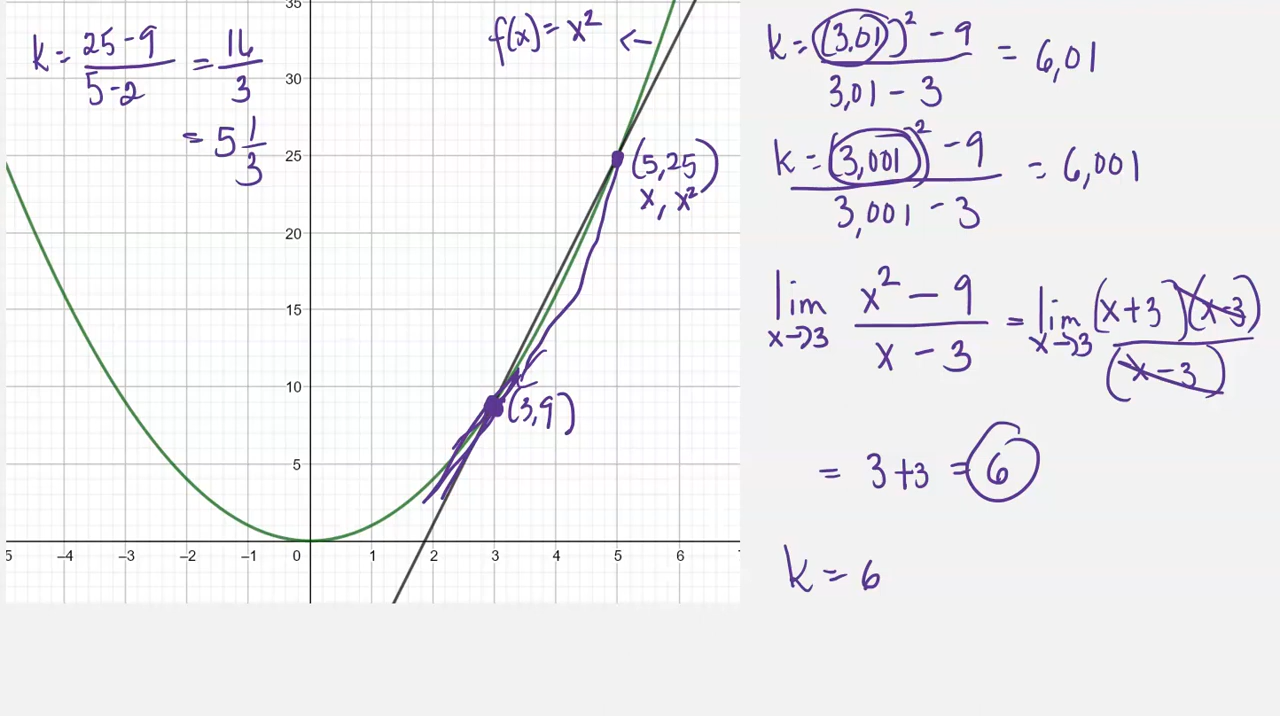 k = 25-9 / 5-2 = 16/3
= 5 1/3
f(x) = x² ←
(5,25)
x, x²
(3,9)
35
30
25
20
15
10
5
5 −4 −3 −2 −1 0 1 2 3 4 5 6
k = (3,01)² - 9 / 3,01 - 3 = 6,01
k = (3,001)² - 9 / 3,001 - 3 = 6,001
lim x→3 x² - 9 / x - 3 = lim x→3 (x+3)(x-3) / (x-3)
= 3+3 = 6
k = 6